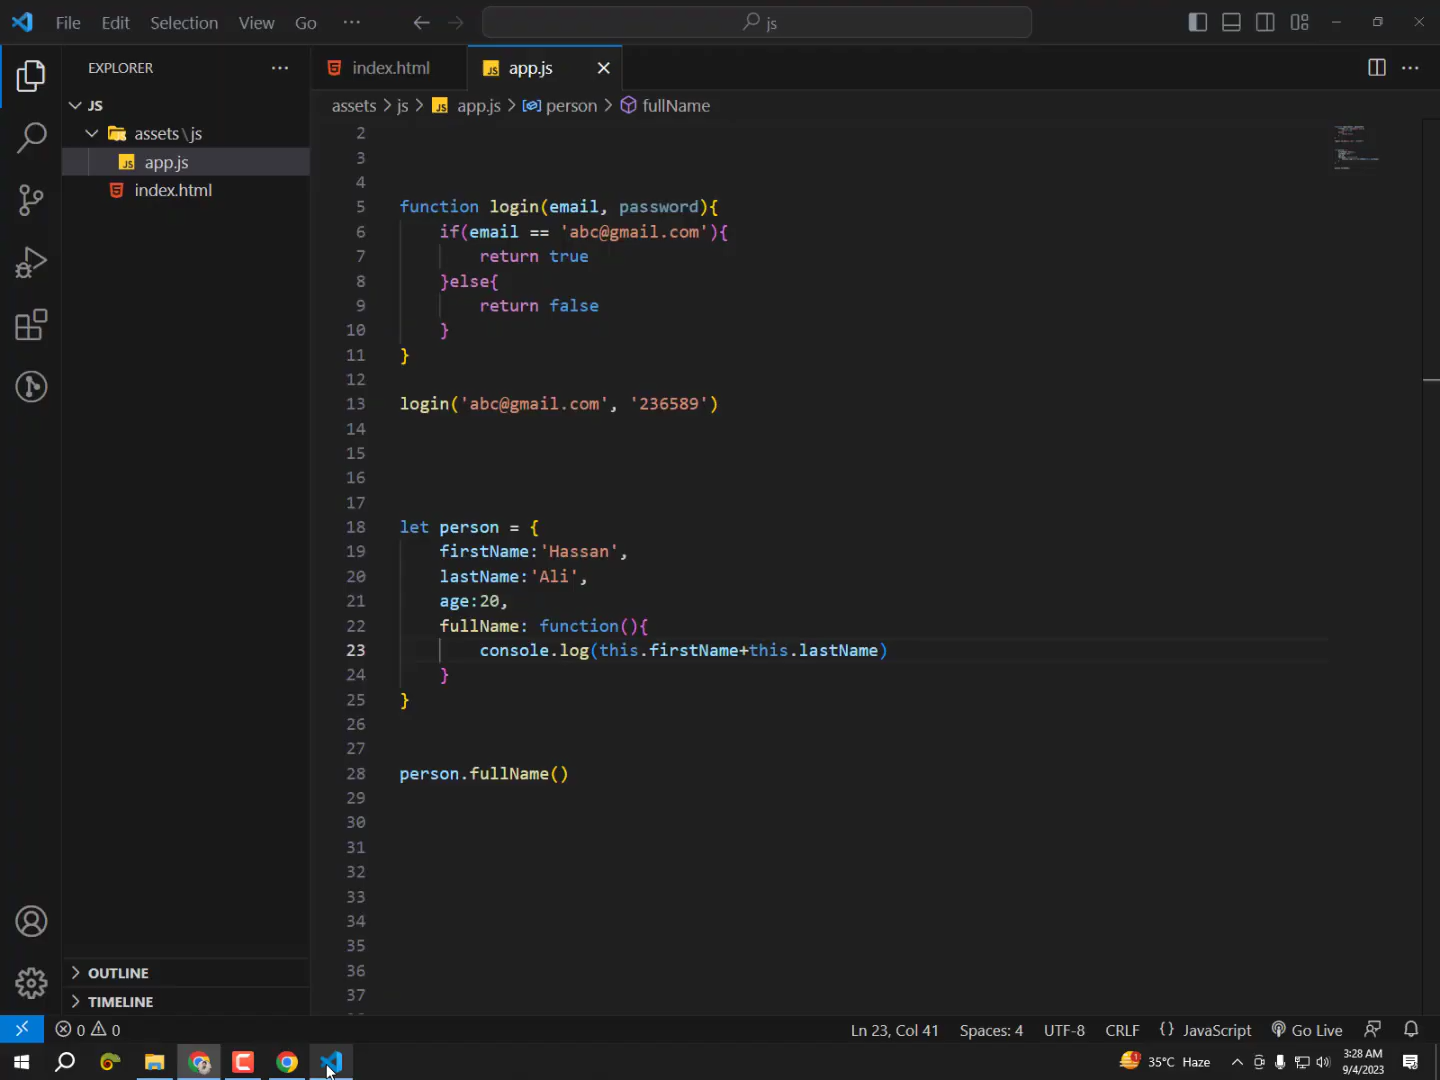 File Edit Selection View Go ··· js
EXPLORER ···
index.html
app.js
JS
assets\js
app.js
index.html
assets > js > JS app.js > person > fullName
2
3
4
5 function login(email, password){
6 if(email == 'abc@gmail.com'){
7 return true
8 }else{
9 return false
10 }
11 }
12
13 login('abc@gmail.com', '236589')
14
15
16
17
18 let person = {
19 firstName:'Hassan',
20 lastName:'Ali',
21 age:20,
22 fullName: function(){
23 console.log(this.firstName+this.lastName)
24 }
25 }
26
27
28 person.fullName()
29
30
31
32
33
34
35
36
37
OUTLINE
TIMELINE
0 0 Ln 23, Col 41 Spaces: 4 UTF-8 CRLF {} JavaScript Go Live
35°C Haze 3:28 AM
9/4/2023